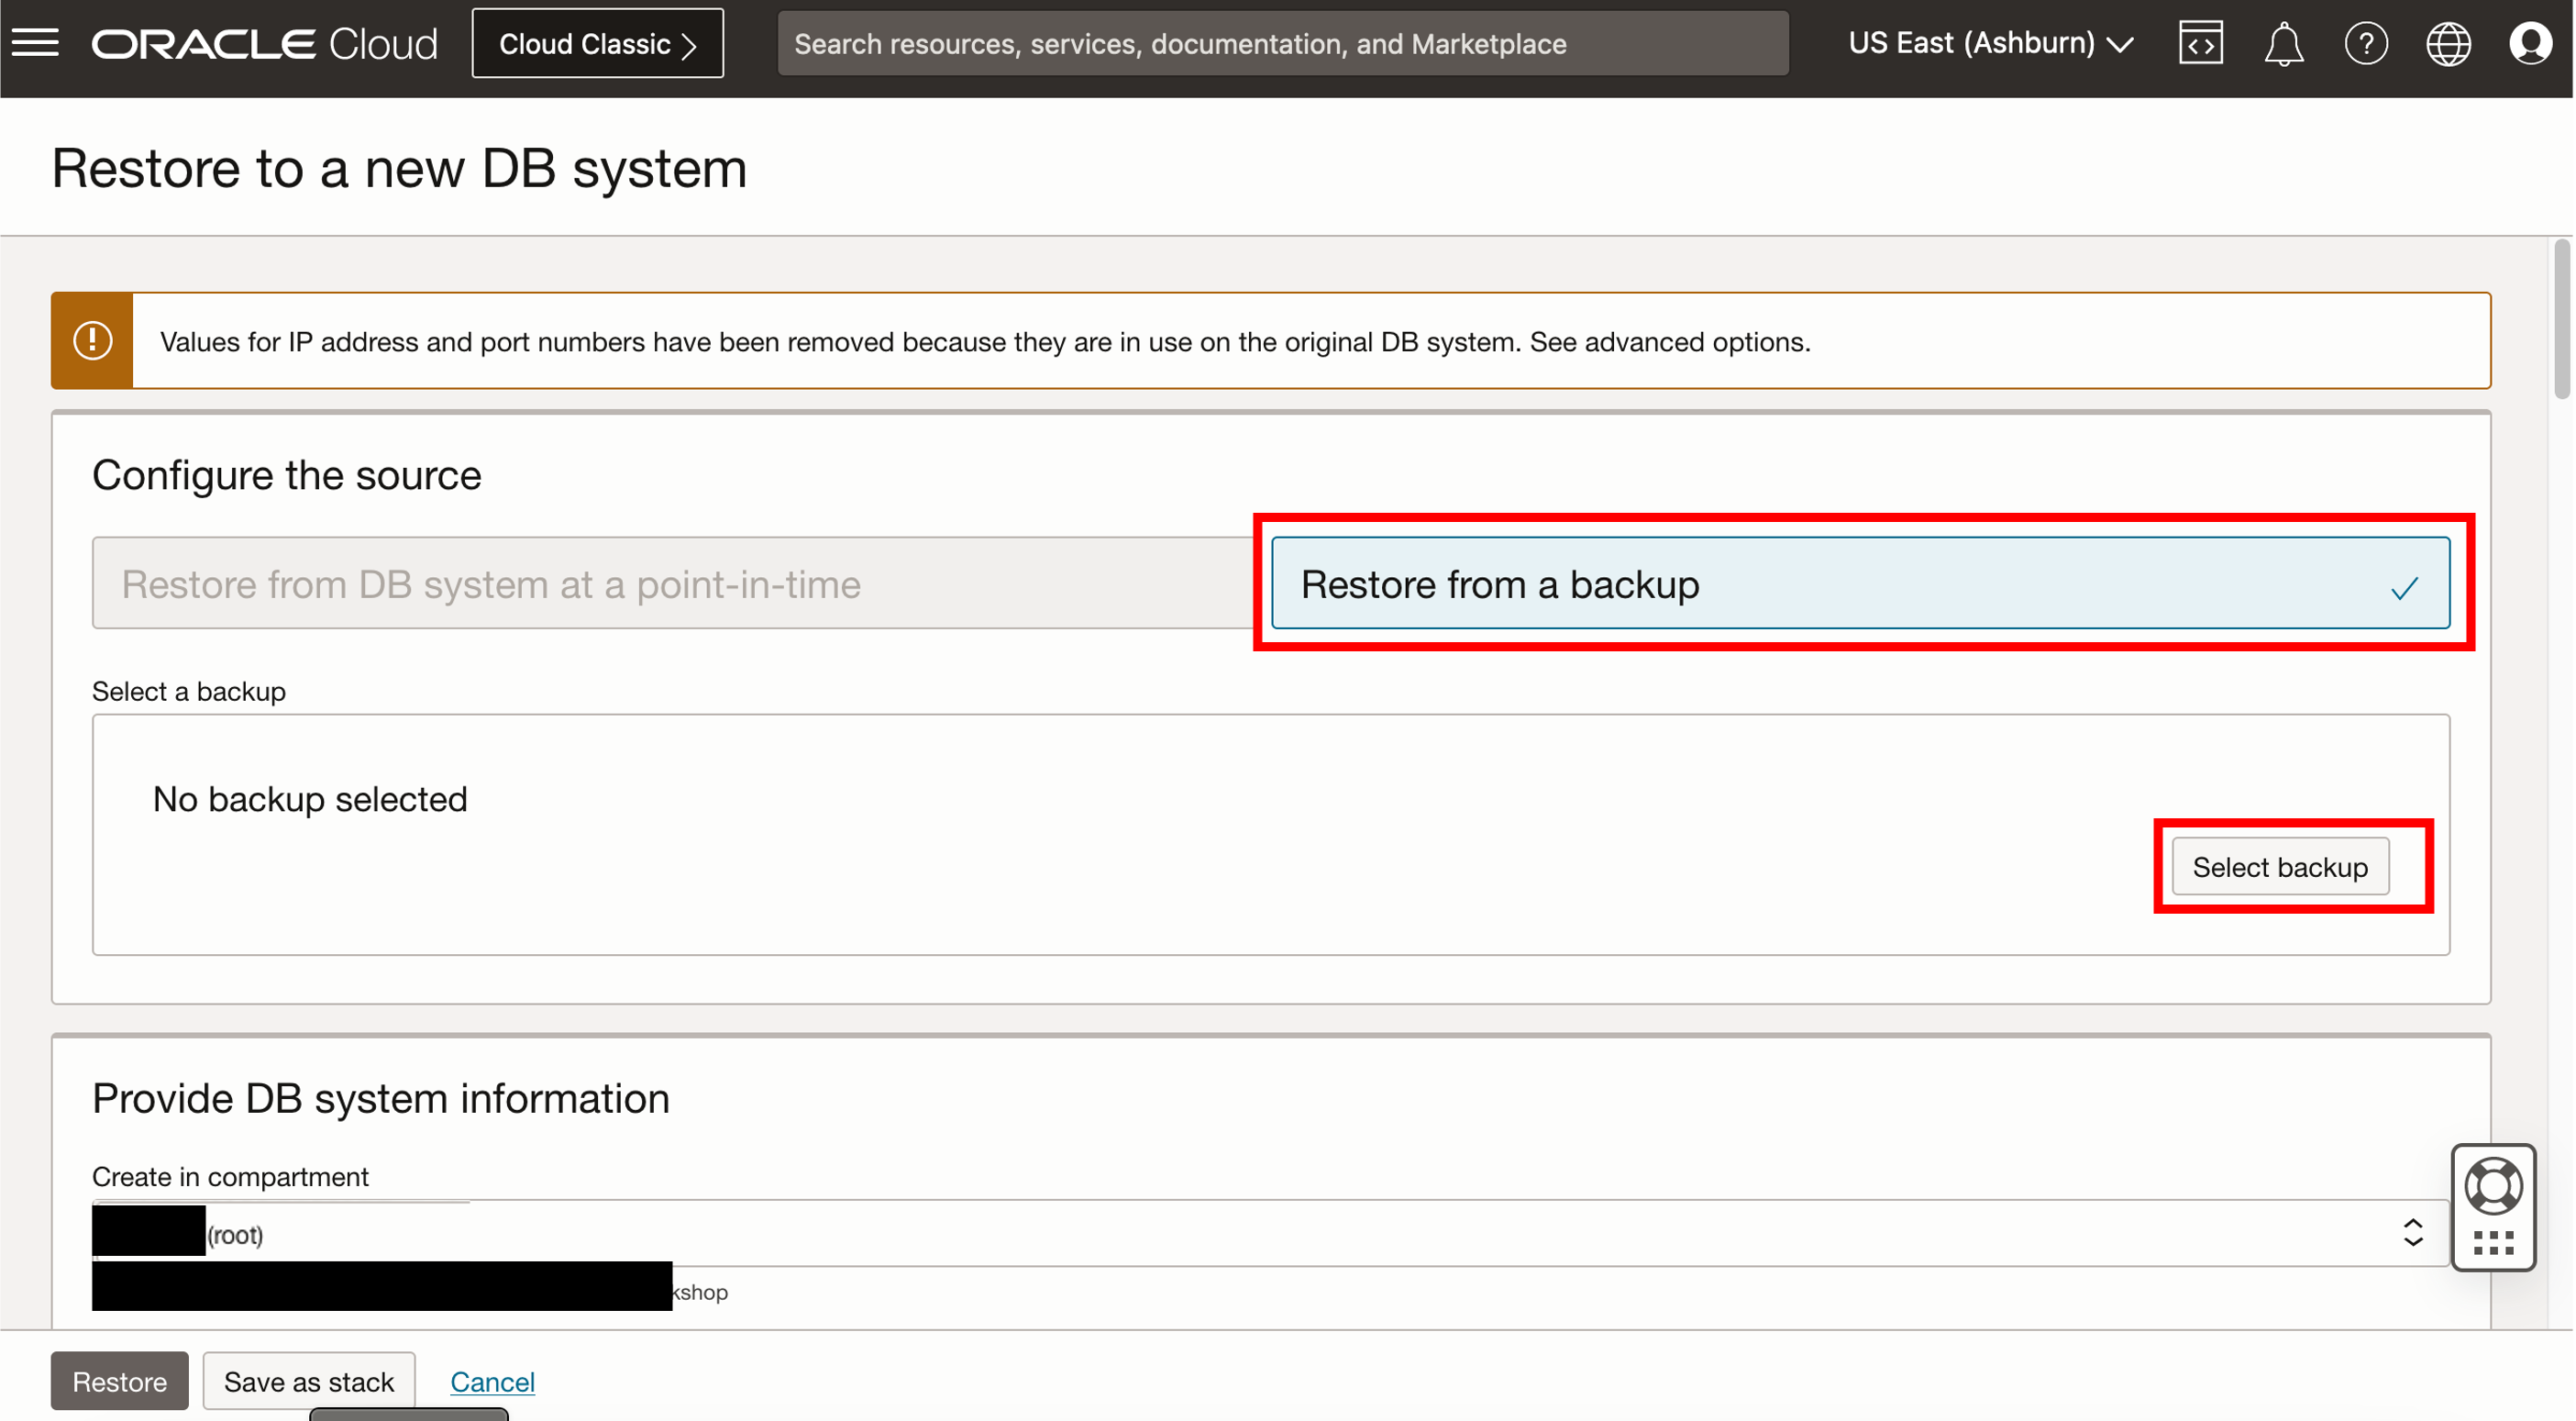 ORACLE Cloud
Cloud Classic
Search resources, services, documentation, and Marketplace
US East (Ashburn)
Restore to a new DB system
Values for IP address and port numbers have been removed because they are in use on the original DB system. See advanced options.
Configure the source
Restore from DB system at a point-in-time
Restore from a backup
Select a backup
No backup selected
Select backup
Provide DB system information
Create in compartment
(root)
kshop
Restore
Save as stack
Cancel